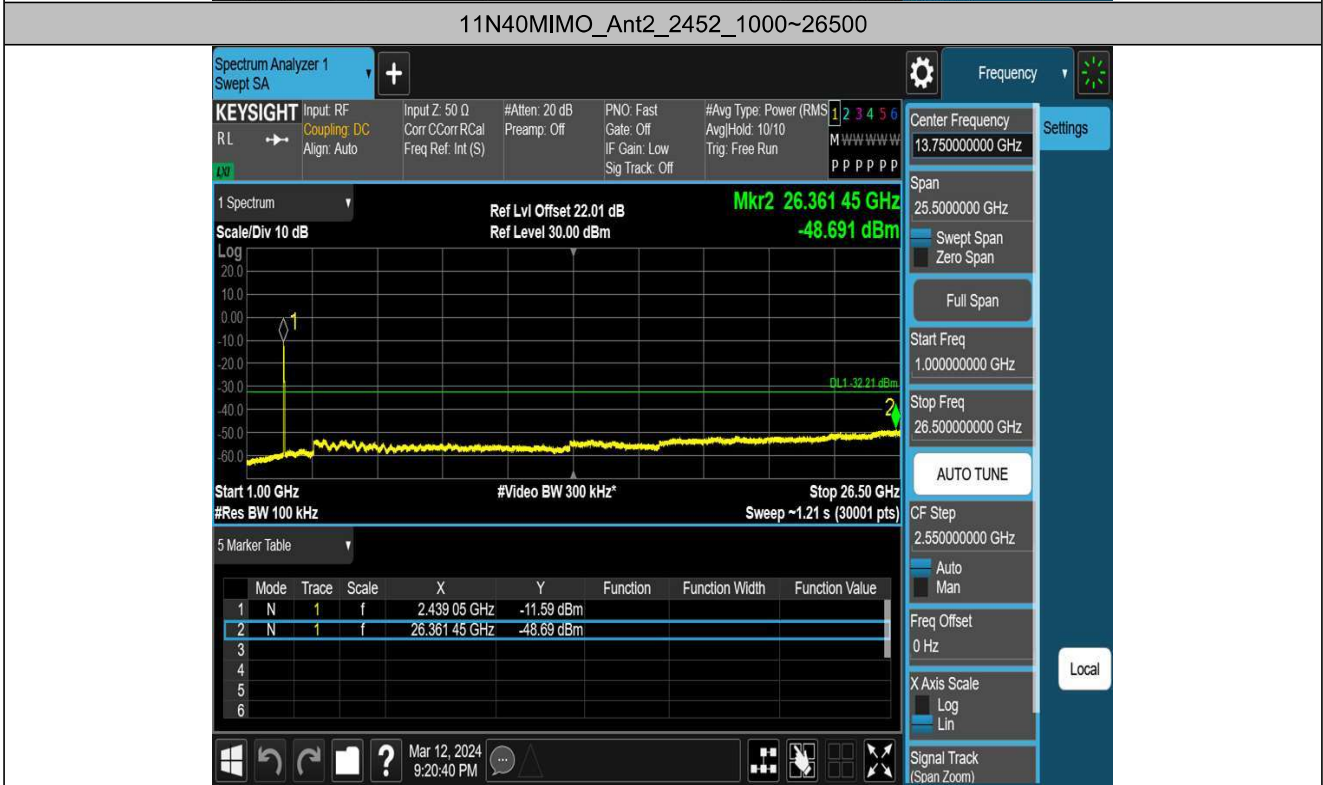 11N40MIMO_Ant2_2452_1000~26500
Spectrum Analyzer 1
Swept SA
+
Frequency
KEYSIGHT
RL
LXI
Input: RF
Coupling: DC
Align: Auto
Input Z: 50 Ω
Corr CCorr RCal
Freq Ref: Int (S)
#Atten: 20 dB
Preamp: Off
PNO: Fast
Gate: Off
IF Gain: Low
Sig Track: Off
#Avg Type: Power (RMS
Avg|Hold: 10/10
Trig: Free Run
1 2 3 4 5 6
M W W W W W
P P P P P P
1 Spectrum
Scale/Div 10 dB
Ref Lvl Offset 22.01 dB
Ref Level 30.00 dBm
Mkr2 26.361 45 GHz
-48.691 dBm
Log
20.0
10.0
0.00
-10.0
-20.0
-30.0
-40.0
-50.0
-60.0
1
DL1 -32.21 dBm
2
Start 1.00 GHz
#Res BW 100 kHz
#Video BW 300 kHz*
Stop 26.50 GHz
Sweep ~1.21 s (30001 pts)
5 Marker Table
Mode Trace Scale X Y Function Function Width Function Value
1 N 1 f 2.439 05 GHz -11.59 dBm
2 N 1 f 26.361 45 GHz -48.69 dBm
3
4
5
6
?
Mar 12, 2024
9:20:40 PM
Center Frequency
13.750000000 GHz
Settings
Span
25.5000000 GHz
Swept Span
Zero Span
Full Span
Start Freq
1.000000000 GHz
Stop Freq
26.500000000 GHz
AUTO TUNE
CF Step
2.550000000 GHz
Auto
Man
Freq Offset
0 Hz
Local
X Axis Scale
Log
Lin
Signal Track
(Span Zoom)